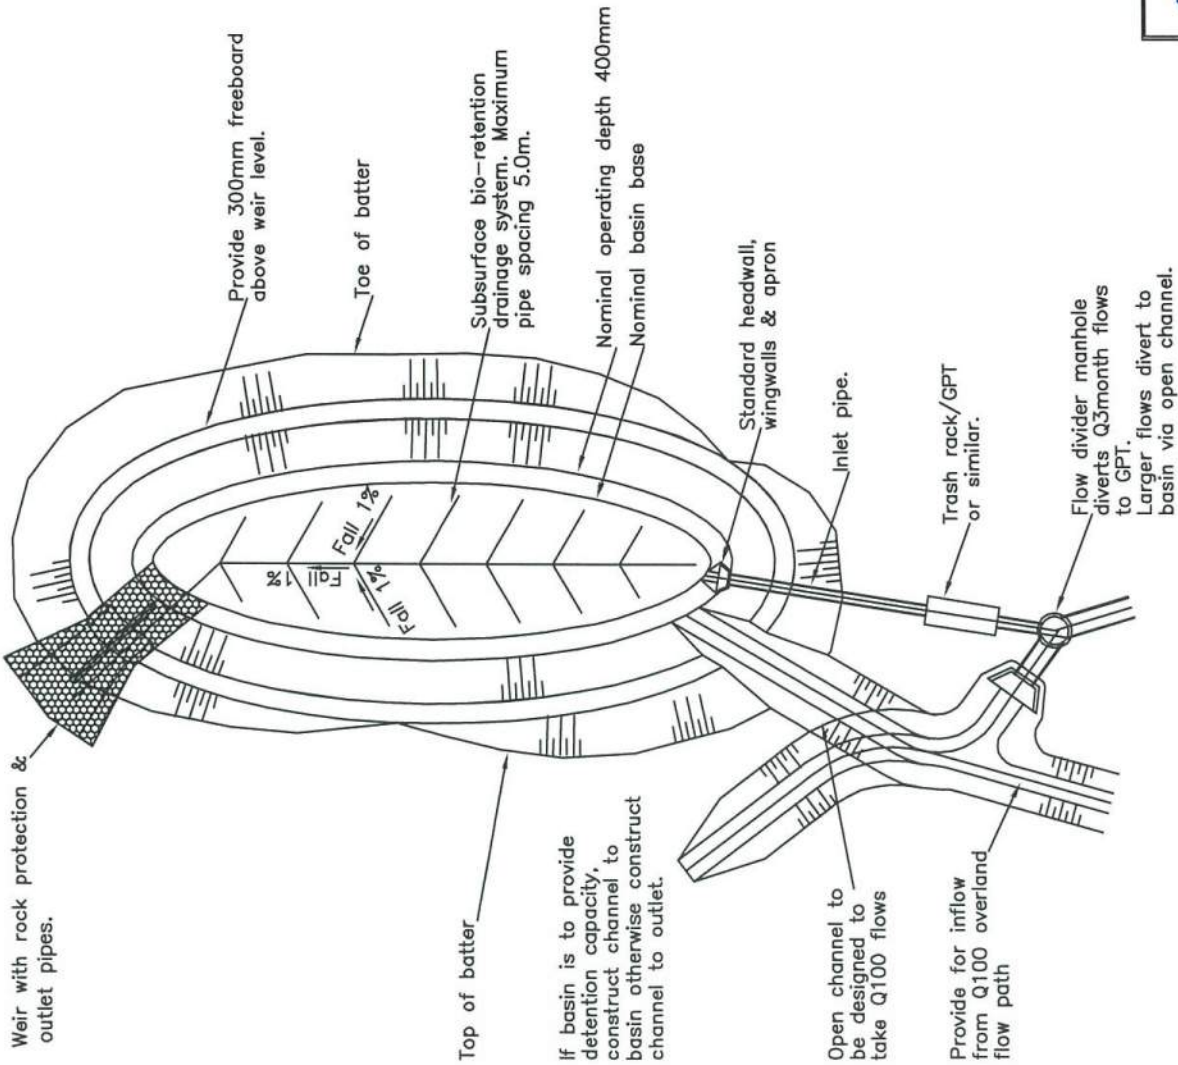 Weir with rock protection &
outlet pipes.
Provide 300mm freeboard
above weir level.
Toe of batter
Subsurface bio-retention
drainage system. Maximum
pipe spacing 5.0m.
Nominal operating depth 400mm
Nominal basin base
Fall 1%
Fall 1%
Fall 1%
Standard headwall,
wingwalls & apron
Inlet pipe.
Trash rack/GPT
or similar.
Flow divider manhole
diverts Q3month flows
to GPT.
Larger flows divert to
basin via open channel.
Top of batter
If basin is to provide
detention capacity,
construct channel to
basin otherwise construct
channel to outlet.
Open channel to
be designed to
take Q100 flows
Provide for inflow
from Q100 overland
flow path